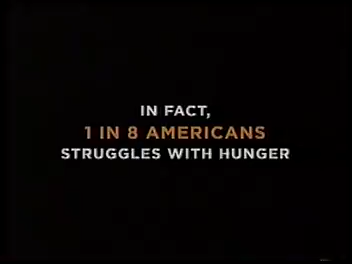 IN FACT,
1 IN 8 AMERICANS
STRUGGLES WITH HUNGER